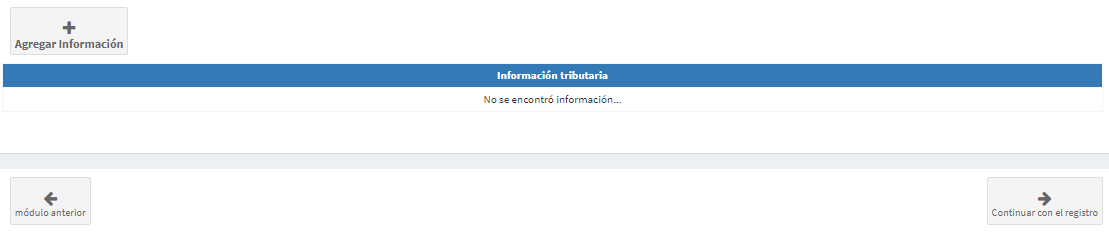 Agregar Información
Información tributaria
No se encontró información...
módulo anterior
Continuar con el registro